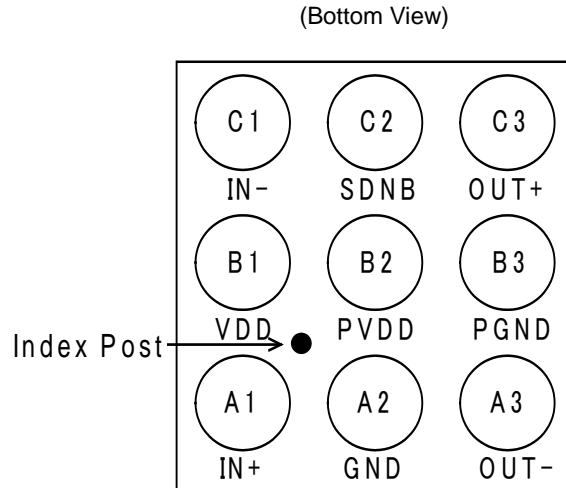 (Bottom View)
C1 C2 C3
IN- SDNB OUT+
B1 B2 B3
VDD PVDD PGND
Index Post
A1 A2 A3
IN+ GND OUT-